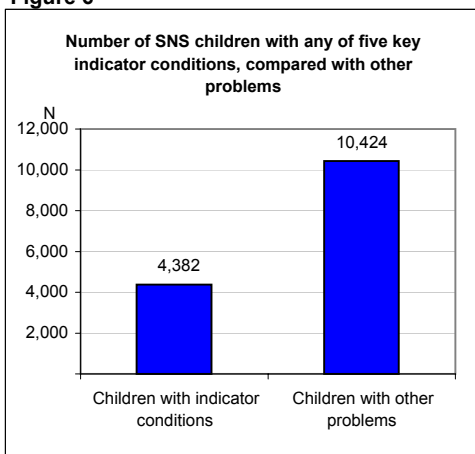 Number of SNS children with any of five key
indicator conditions, compared with other
problems
N
12,000
10,000
8,000
6,000
4,000
2,000
4,382
10,424
Children with indicator
conditions
Children with other
problems